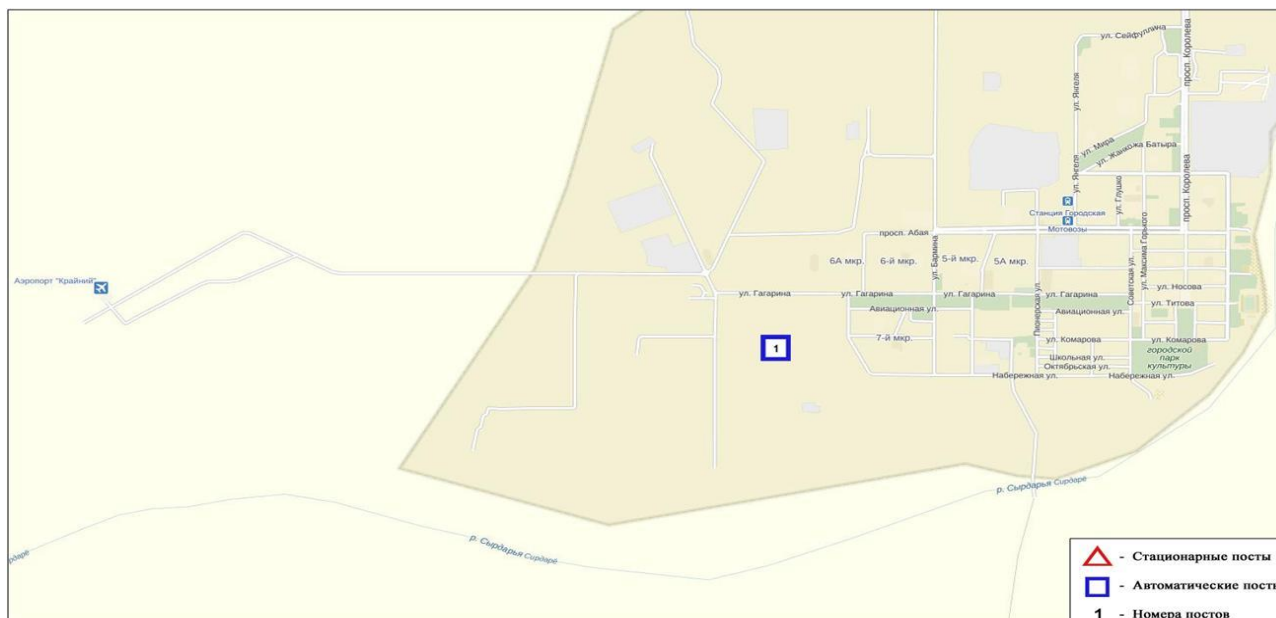 ул. Сейфуллина
просп. Королева
ул. Янгеля
ул. Мира
ул. Жанкожа Батыра
ул. Янгеля
ул. Глушко
просп. Королева
Станция Городская
ул. Максима Горького
просп. Абая
Мотовозы
ул. Бармина
6А мкр.
6-й мкр.
5-й мкр.
5А мкр.
Советская ул.
Аэропорт "Крайний"
ул. Носова
ул. Гагарина
ул. Гагарина
ул. Гагарина
ул. Гагарина
ул. Титова
Пионерская ул.
Авиационная ул.
Авиационная ул.
7-й мкр.
ул. Комарова
ул. Комарова
1
Школьная ул.
городской
парк
культуры
Октябрьская ул.
Набережная ул.
Набережная ул.
р. Сырдарья Сирдарё
р. Сырдарья Сирдарё
- Стационарные посты
- Автоматические посты
1 - Номера постов